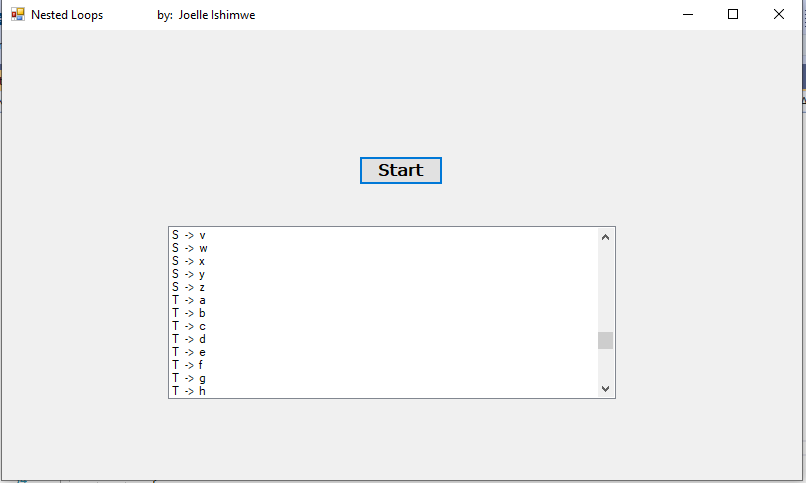 Nested Loops by: Joelle Ishimwe
Start
S -> v
S -> w
S -> x
S -> y
S -> z
T -> a
T -> b
T -> c
T -> d
T -> e
T -> f
T -> g
T -> h